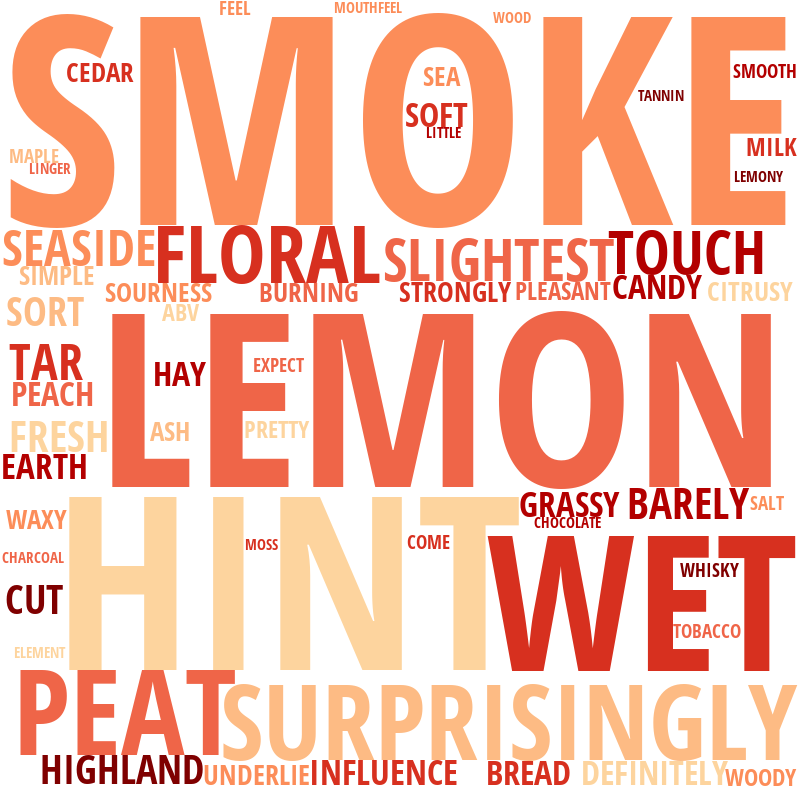 FEEL
MOUTHFEEL
WOOD
SMOKE
CEDAR
SEA
SMOOTH
TANNIN
SOFT
LITTLE
MILK
MAPLE
LINGER
LEMONY
SEASIDE
FLORAL
SLIGHTEST
TOUCH
SIMPLE
SOURNESS
BURNING
STRONGLY
PLEASANT
CANDY
CITRUSY
SORT
ABV
LEMON
TAR
HAY
EXPECT
PEACH
FRESH
ASH
PRETTY
EARTH
HINT
GRASSY
BARELY
SALT
WAXY
CHOCOLATE
MOSS
COME
WET
CHARCOAL
WHISKY
CUT
TOBACCO
ELEMENT
PEAT
SURPRISINGLY
HIGHLAND
UNDERLIE
INFLUENCE
BREAD
DEFINITELY
WOODY